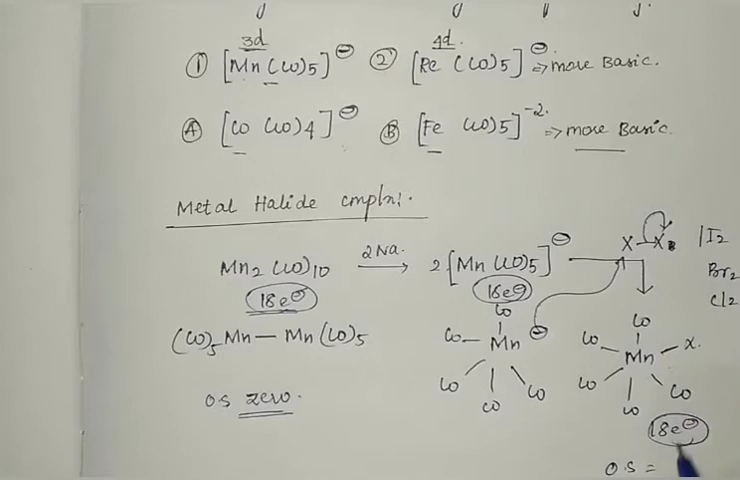 3d 4d
① [Mn(CO)5]⊖ ② [Re (CO)5]⊖ ⇒ more Basic.
Ⓐ [Co (CO)4]⊖ Ⓑ [Fe (CO)5]-2. ⇒ more Basic.
Metal Halide cmplx:.
Mn2 (CO)10 2Na. → 2 [Mn (CO)5]⊖ X–X / I2
18e⊖ 18e⊖ Br2
Cl2
(CO)5 Mn — Mn (CO)5
CO
CO– Mn ⊖
CO CO CO
CO
CO Mn – X.
CO CO CO
OS zero.
18e⊖
O.S =